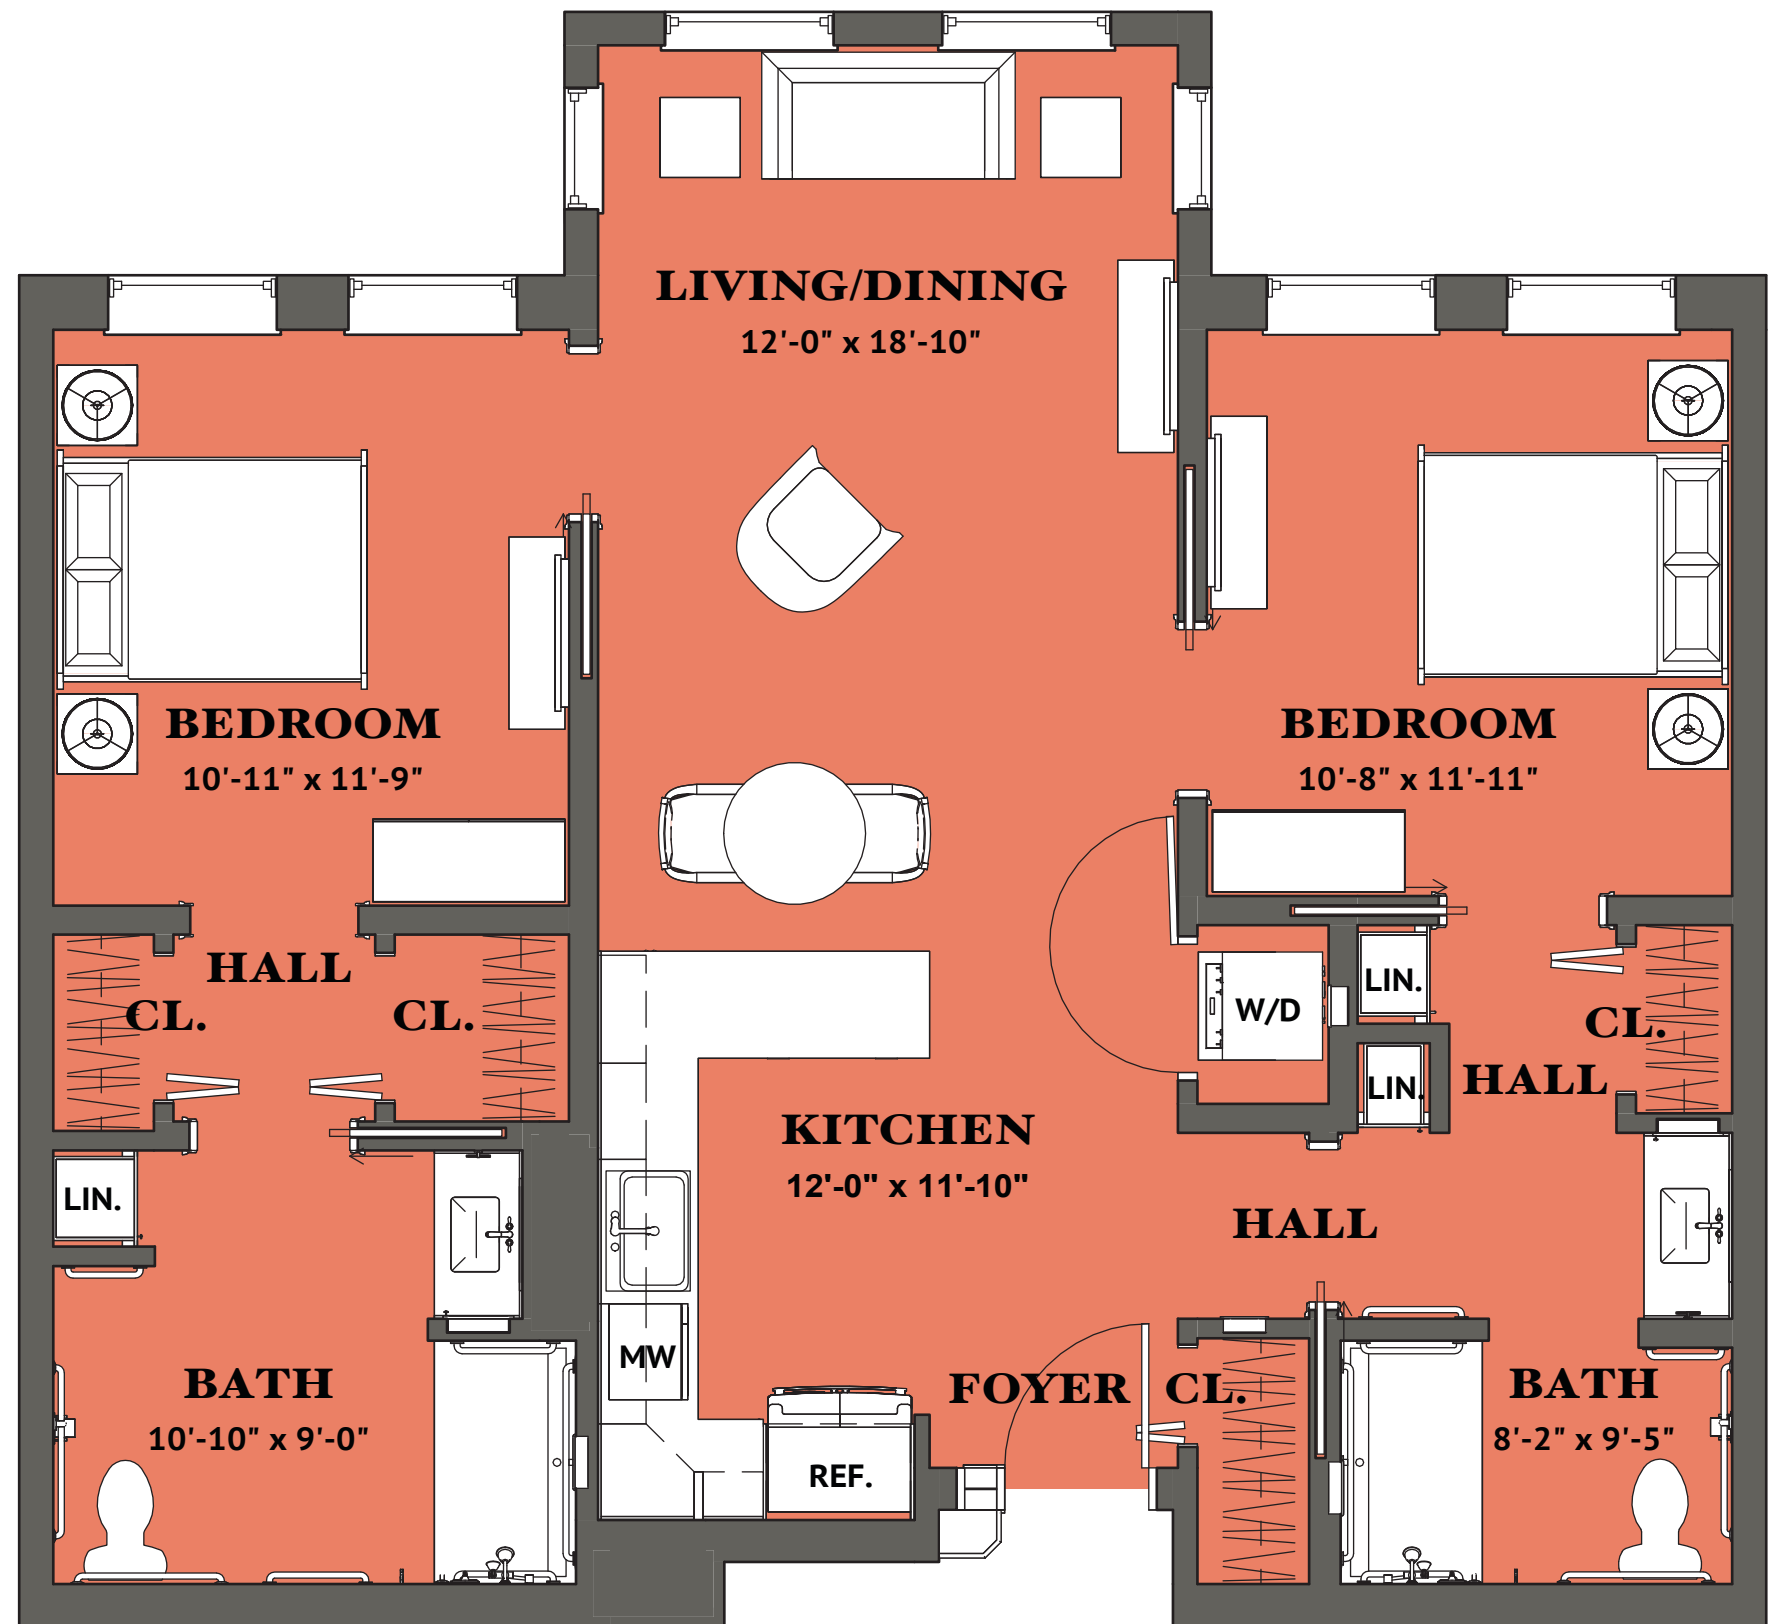 LIVING/DINING
12'-0" x 18'-10"
BEDROOM
10'-11" x 11'-9"
BEDROOM
10'-8" x 11'-11"
HALL
CL.
CL.
W/D
LIN.
CL.
LIN.
HALL
KITCHEN
12'-0" x 11'-10"
LIN.
HALL
MW
BATH
10'-10" x 9'-0"
FOYER
CL.
BATH
8'-2" x 9'-5"
REF.